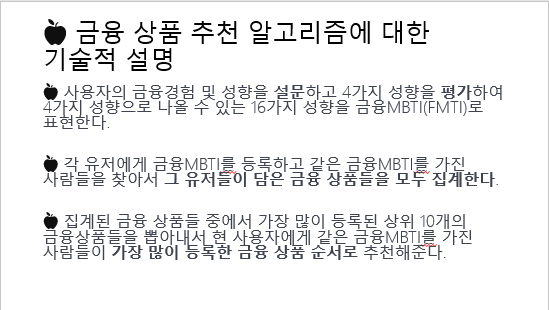 금융 상품 추천 알고리즘에 대한
기술적 설명
사용자의 금융경험 및 성향을 설문하고 4가지 성향을 평가하여
4가지 성향으로 나올 수 있는 16가지 성향을 금융MBTI(FMTI)로
표현한다.
각 유저에게 금융MBTI를 등록하고 같은 금융MBTI를 가진
사람들을 찾아서 그 유저들이 담은 금융 상품들을 모두 집계한다.
집계된 금융 상품들 중에서 가장 많이 등록된 상위 10개의
금융상품들을 뽑아내서 현 사용자에게 같은 금융MBTI를 가진
사람들이 가장 많이 등록한 금융 상품 순서로 추천해준다.